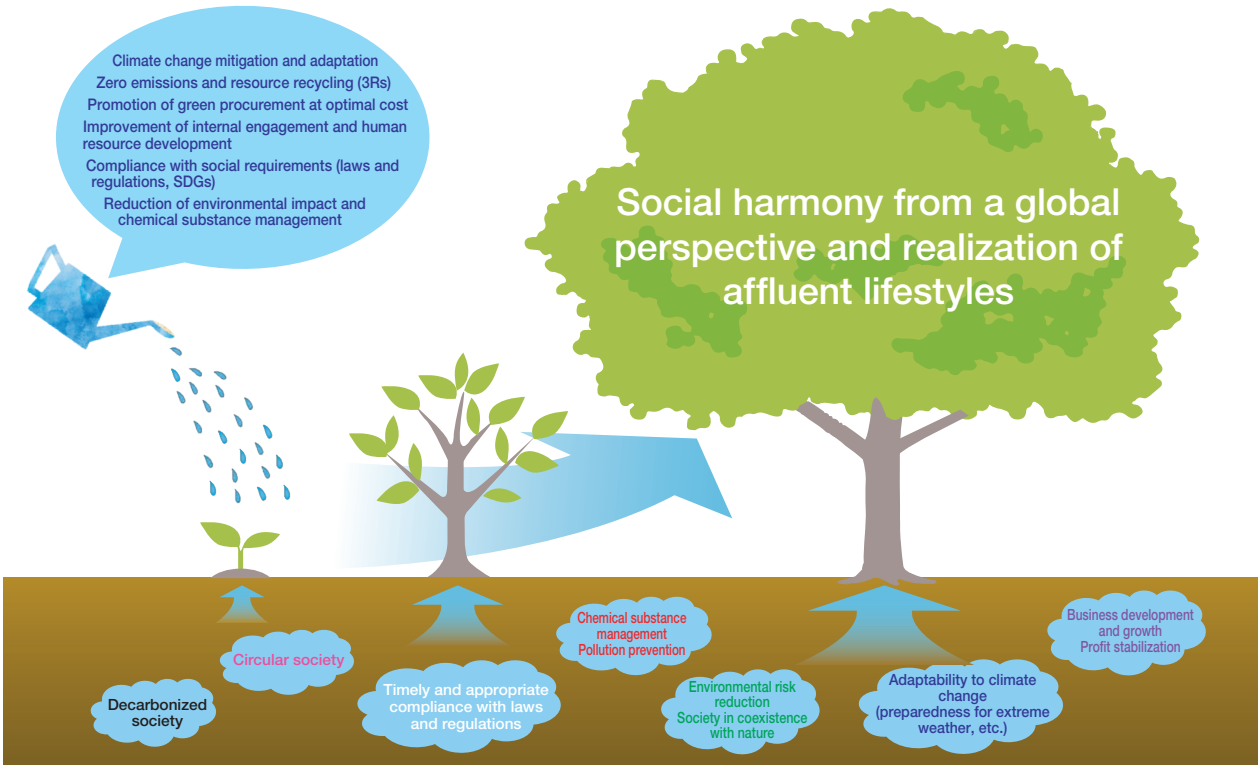 Climate change mitigation and adaptation
Zero emissions and resource recycling (3Rs)
Promotion of green procurement at optimal cost
Improvement of internal engagement and human
resource development
Compliance with social requirements (laws and
regulations, SDGs)
Reduction of environmental impact and
chemical substance management
Social harmony from a global
perspective and realization of
affluent lifestyles
Decarbonized
society
Circular society
Timely and appropriate
compliance with laws
and regulations
Chemical substance
management
Pollution prevention
Environmental risk
reduction
Society in coexistence
with nature
Adaptability to climate
change
(preparedness for extreme
weather, etc.)
Business development
and growth
Profit stabilization